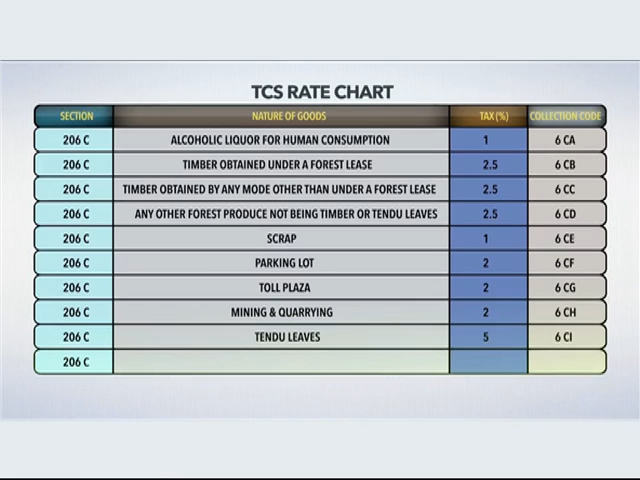 TCS RATE CHART
SECTION NATURE OF GOODS TAX (%) COLLECTION CODE
206 C ALCOHOLIC LIQUOR FOR HUMAN CONSUMPTION 1 6 CA
206 C TIMBER OBTAINED UNDER A FOREST LEASE 2.5 6 CB
206 C TIMBER OBTAINED BY ANY MODE OTHER THAN UNDER A FOREST LEASE 2.5 6 CC
206 C ANY OTHER FOREST PRODUCE NOT BEING TIMBER OR TENDU LEAVES 2.5 6 CD
206 C SCRAP 1 6 CE
206 C PARKING LOT 2 6 CF
206 C TOLL PLAZA 2 6 CG
206 C MINING & QUARRYING 2 6 CH
206 C TENDU LEAVES 5 6 CI
206 C